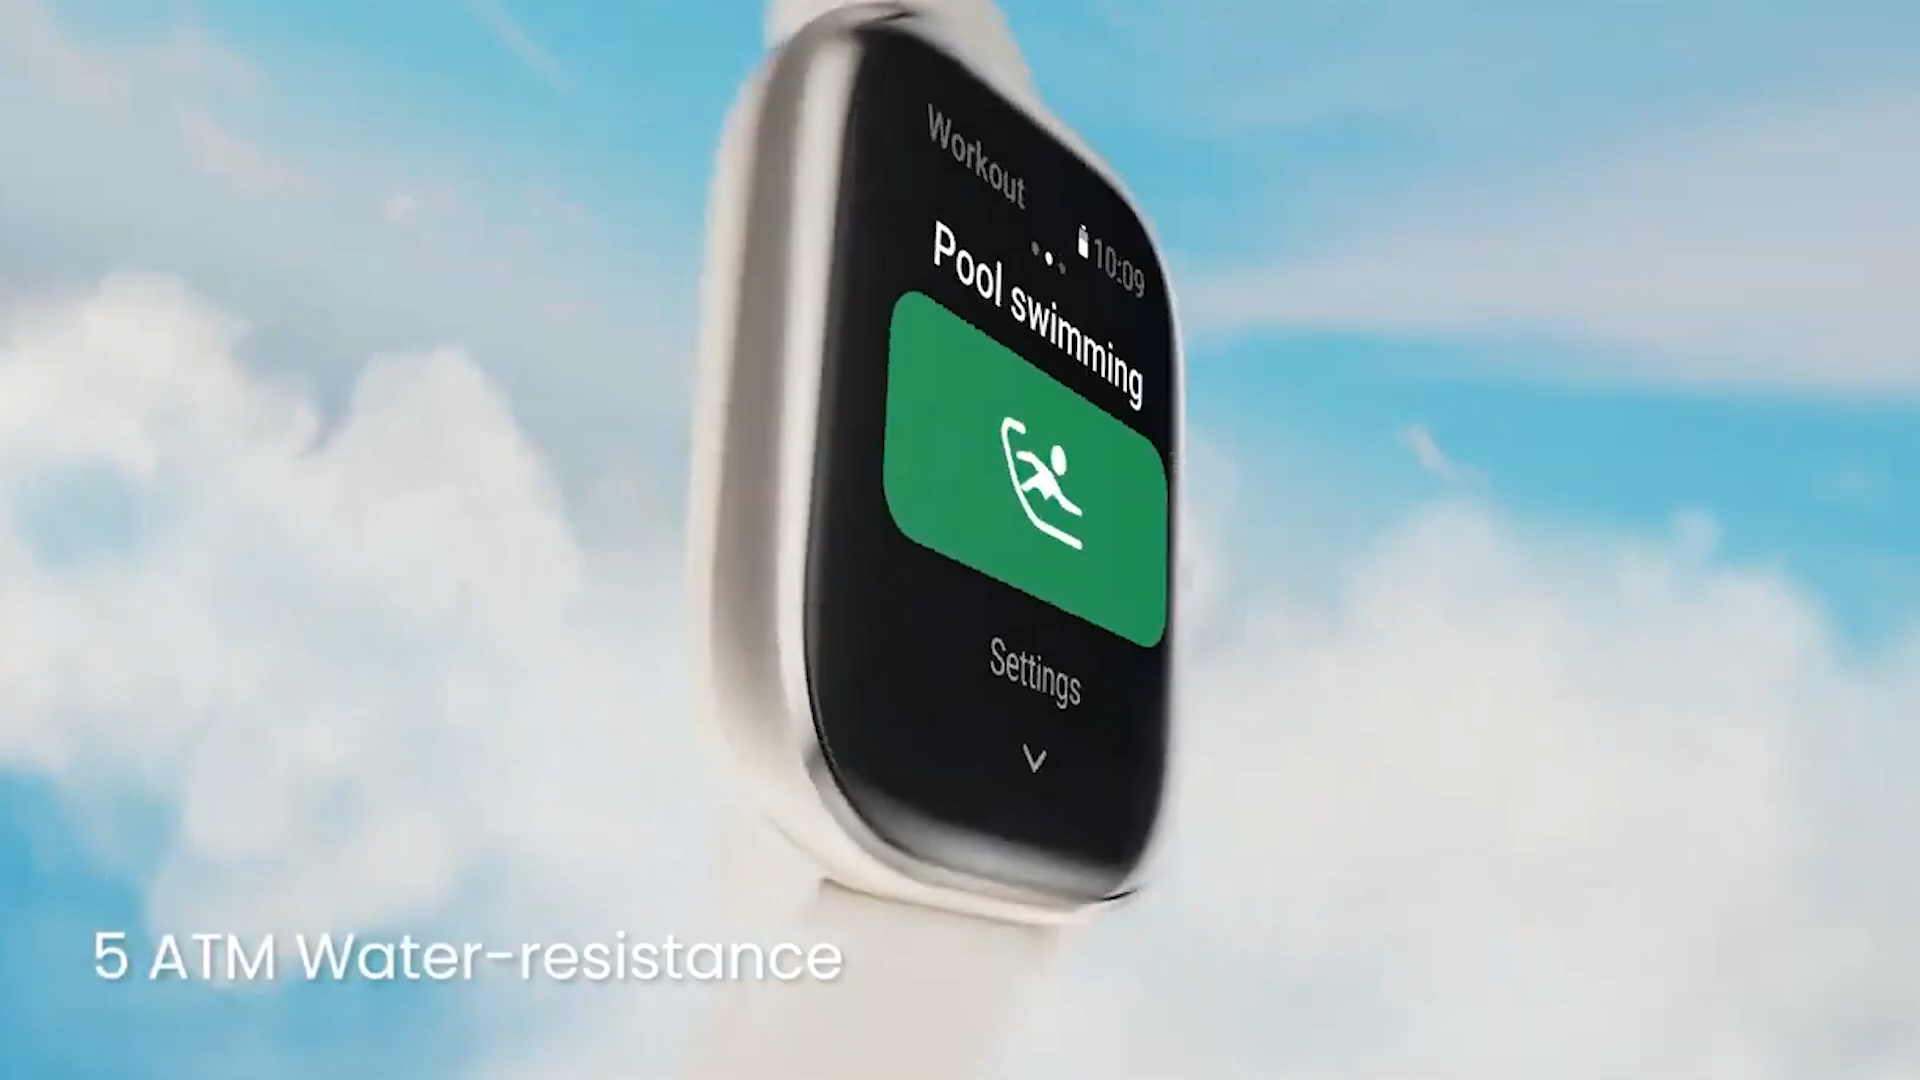 Workout
10:09
Pool swimming
Settings
5 ATM Water-resistance